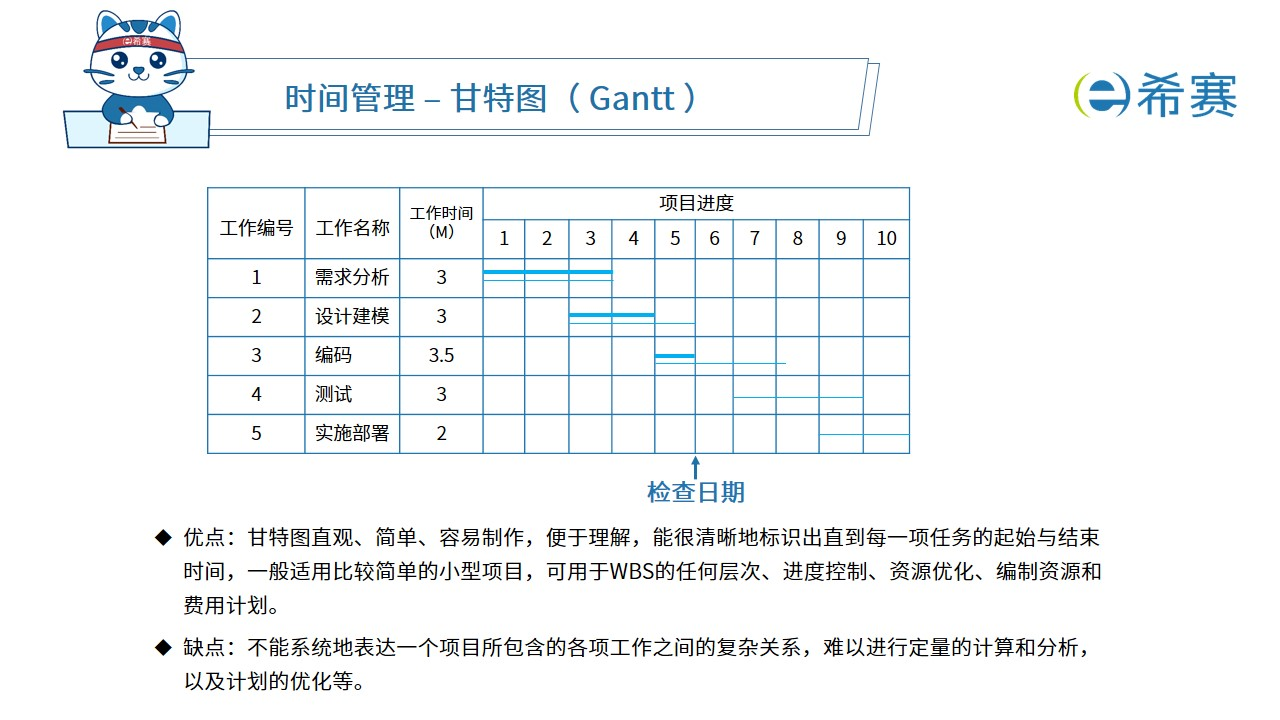 希赛
时间管理 – 甘特图（ Gantt ）
希赛
工作编号 工作名称 工作时间（M） 项目进度
1 2 3 4 5 6 7 8 9 10
1 需求分析 3
2 设计建模 3
3 编码 3.5
4 测试 3
5 实施部署 2
检查日期
◆ 优点：甘特图直观、简单、容易制作，便于理解，能很清晰地标识出直到每一项任务的起始与结束
时间，一般适用比较简单的小型项目，可用于WBS的任何层次、进度控制、资源优化、编制资源和
费用计划。
◆ 缺点：不能系统地表达一个项目所包含的各项工作之间的复杂关系，难以进行定量的计算和分析，
以及计划的优化等。